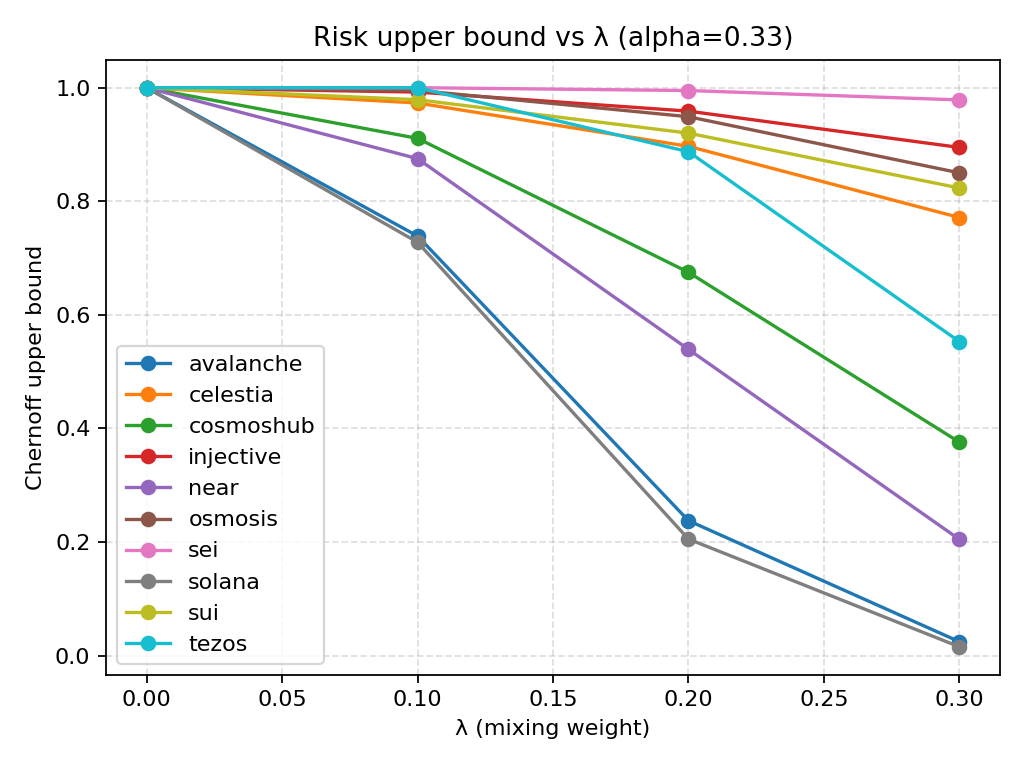 Risk upper bound vs λ (alpha=0.33)
Chernoff upper bound
1.0
0.8
0.6
0.4
0.2
0.0
avalanche
celestia
cosmoshub
injective
near
osmosis
sei
solana
sui
tezos
0.00 0.05 0.10 0.15 0.20 0.25 0.30
λ (mixing weight)